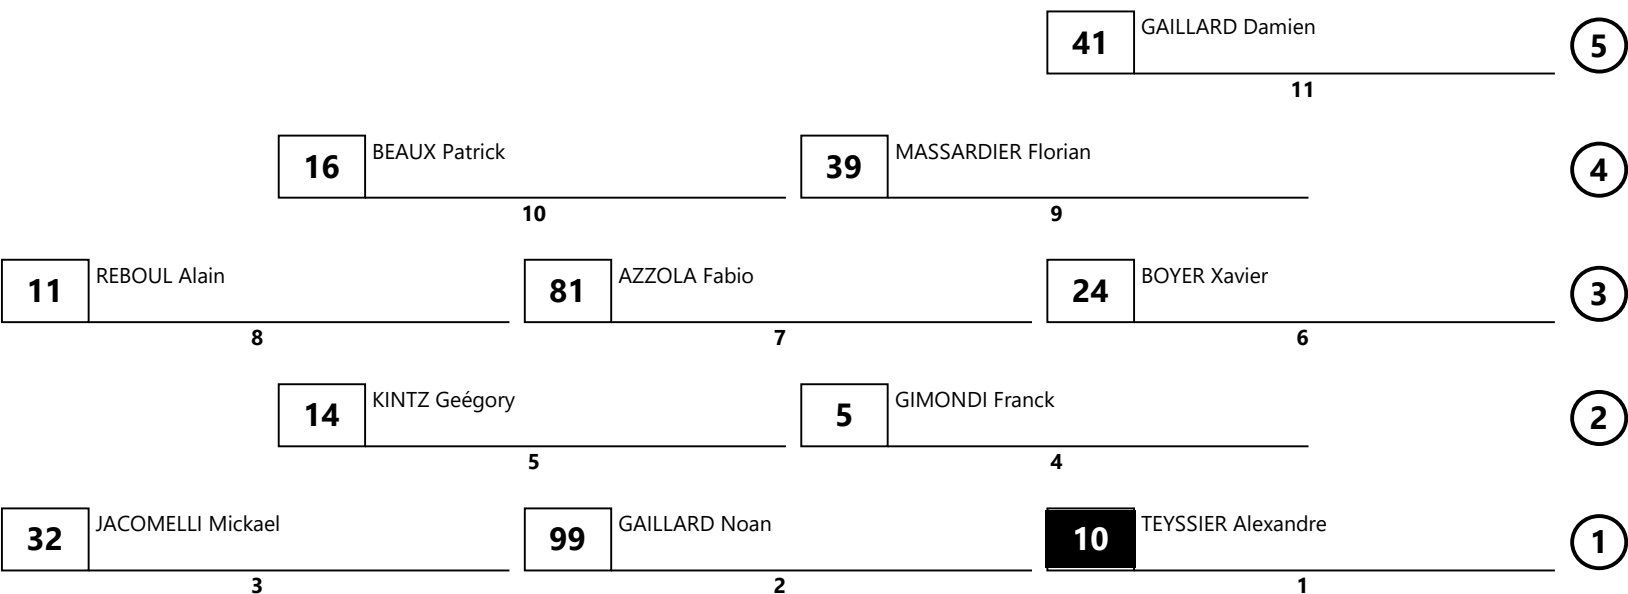 41 GAILLARD Damien 5
11
16 BEAUX Patrick 39 MASSARDIER Florian 4
10 9
11 REBOUL Alain 81 AZZOLA Fabio 24 BOYER Xavier 3
8 7 6
14 KINTZ Geégory 5 GIMONDI Franck 2
5 4
32 JACOMELLI Mickael 99 GAILLARD Noan 10 TEYSSIER Alexandre 1
3 2 1